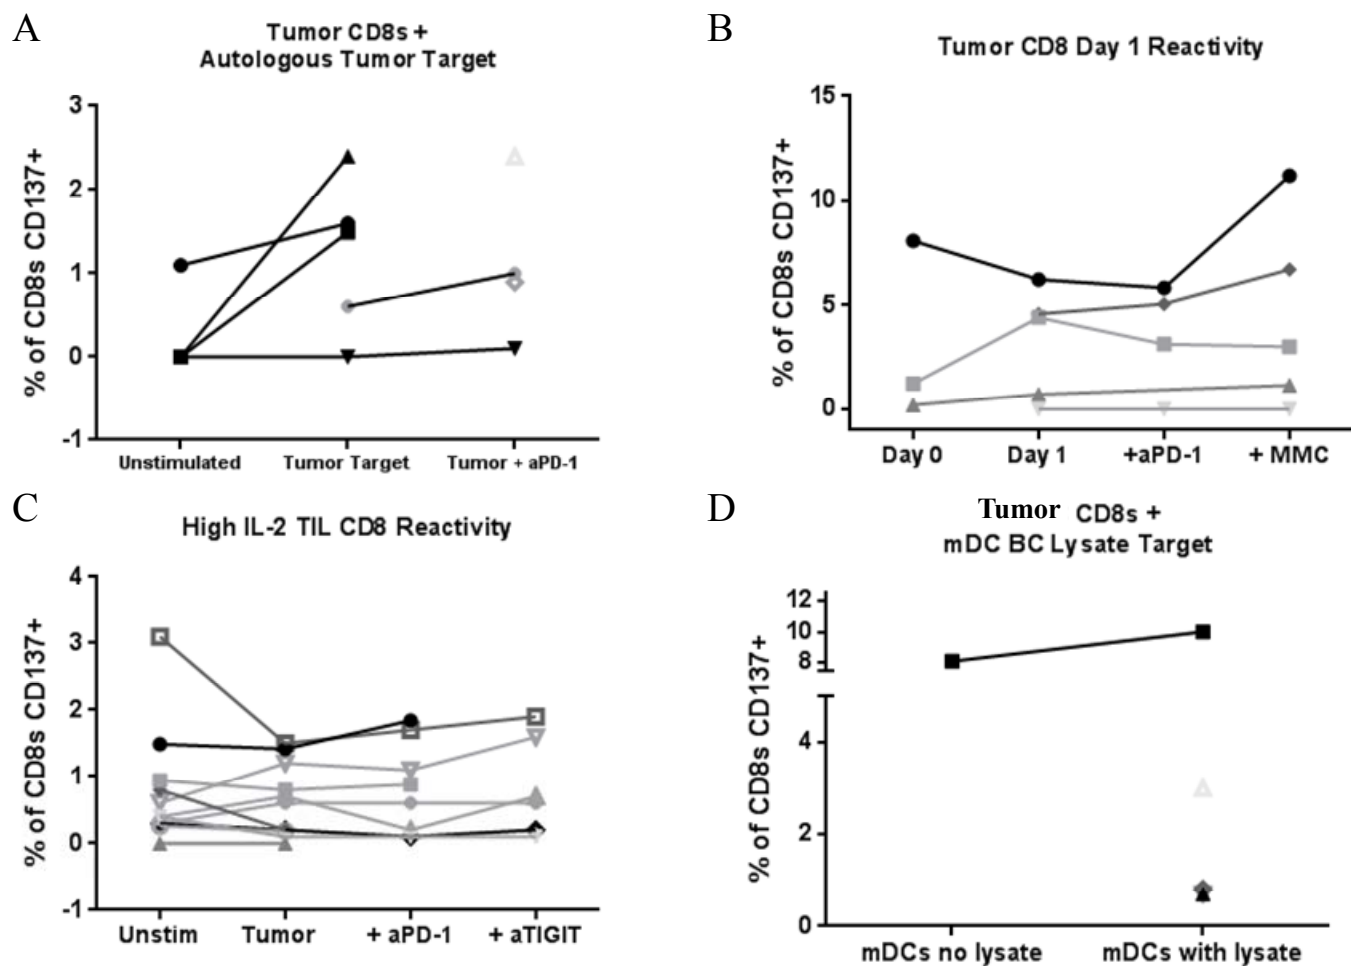 A
Tumor CD8s +
Autologous Tumor Target
% of CD8s CD137+
3
2
1
0
-1
Unstimulated
Tumor Target
Tumor + aPD-1
B
Tumor CD8 Day 1 Reactivity
% of CD8s CD137+
15
10
5
0
Day 0
Day 1
+aPD-1
+ MMC
C
High IL-2 TIL CD8 Reactivity
% of CD8s CD137+
4
3
2
1
0
-1
Unstim
Tumor
+ aPD-1
+ aTIGIT
D
Tumor CD8s +
mDC BC Lysate Target
% of CD8s CD137+
12
10
8
4
2
0
mDCs no lysate
mDCs with lysate